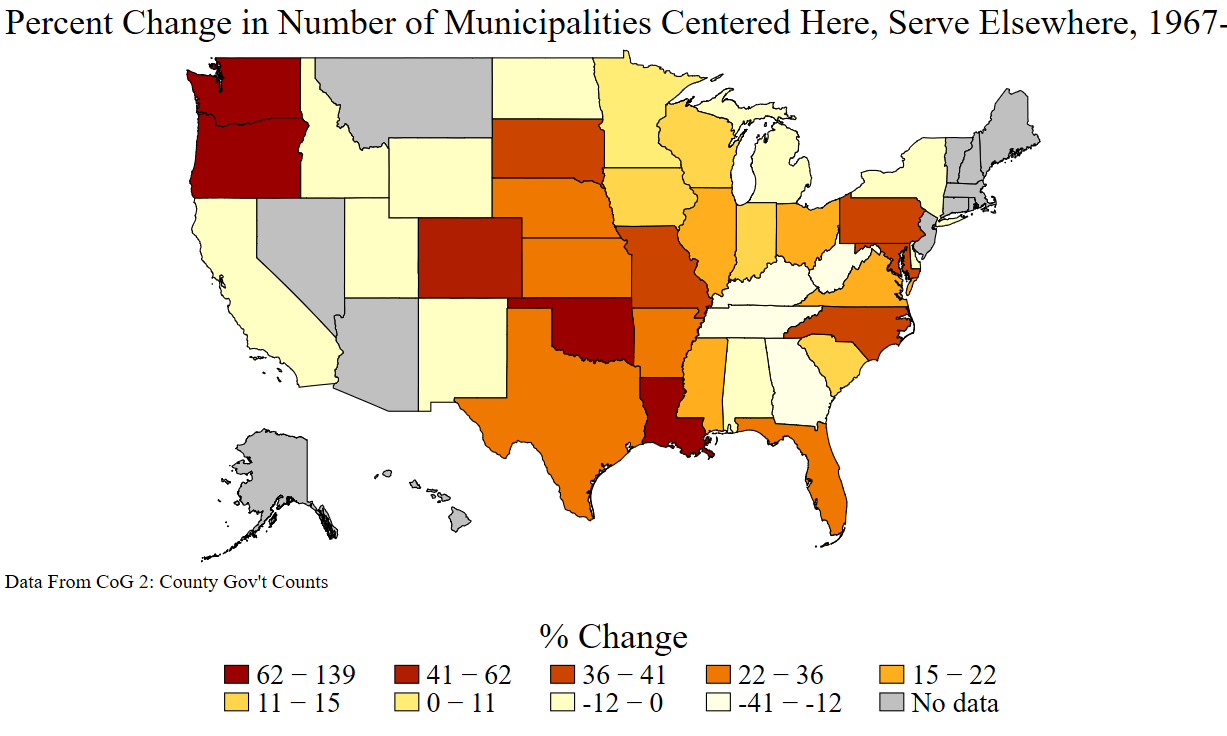 Percent Change in Number of Municipalities Centered Here, Serve Elsewhere, 1967-
Data From CoG 2: County Gov't Counts
% Change
62 − 139 41 − 62 36 − 41 22 − 36 15 − 22
11 − 15 0 − 11 -12 − 0 -41 − -12 No data